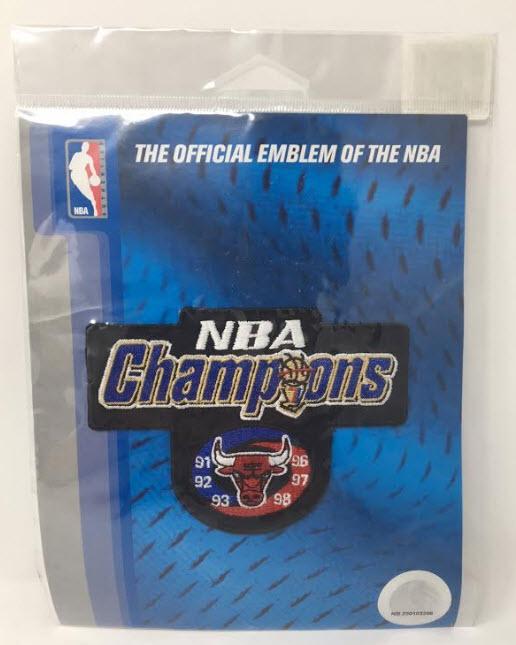 THE OFFICIAL EMBLEM OF THE NBA
NBA
NBA
Champions
91 96
92 97
93 98